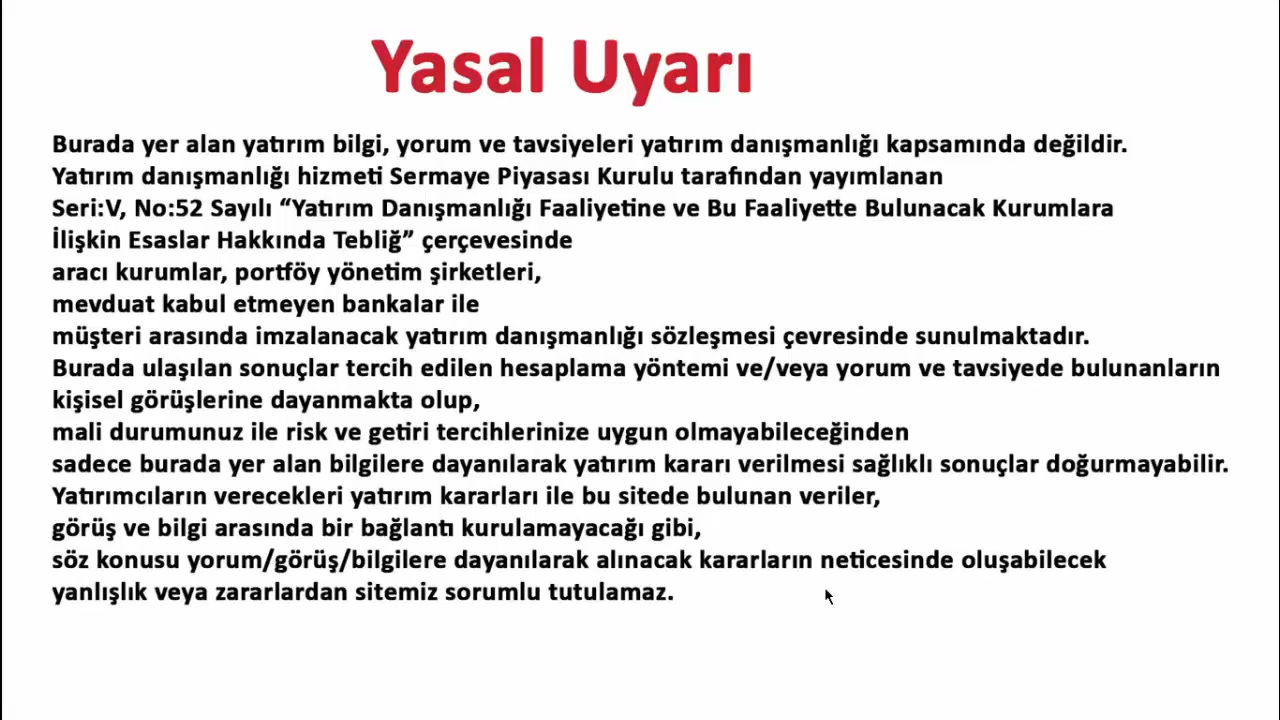 Yasal Uyarı
Burada yer alan yatırım bilgi, yorum ve tavsiyeleri yatırım danışmanlığı kapsamında değildir.
Yatırım danışmanlığı hizmeti Sermaye Piyasası Kurulu tarafından yayımlanan
Seri:V, No:52 Sayılı “Yatırım Danışmanlığı Faaliyetine ve Bu Faaliyette Bulunacak Kurumlara
İlişkin Esaslar Hakkında Tebliğ” çerçevesinde
aracı kurumlar, portföy yönetim şirketleri,
mevduat kabul etmeyen bankalar ile
müşteri arasında imzalanacak yatırım danışmanlığı sözleşmesi çevresinde sunulmaktadır.
Burada ulaşılan sonuçlar tercih edilen hesaplama yöntemi ve/veya yorum ve tavsiyede bulunanların
kişisel görüşlerine dayanmakta olup,
mali durumunuz ile risk ve getiri tercihlerinize uygun olmayabileceğinden
sadece burada yer alan bilgilere dayanılarak yatırım kararı verilmesi sağlıklı sonuçlar doğurmayabilir.
Yatırımcıların verecekleri yatırım kararları ile bu sitede bulunan veriler,
görüş ve bilgi arasında bir bağlantı kurulamayacağı gibi,
söz konusu yorum/görüş/bilgilere dayanılarak alınacak kararların neticesinde oluşabilecek
yanlışlık veya zararlardan sitemiz sorumlu tutulamaz.